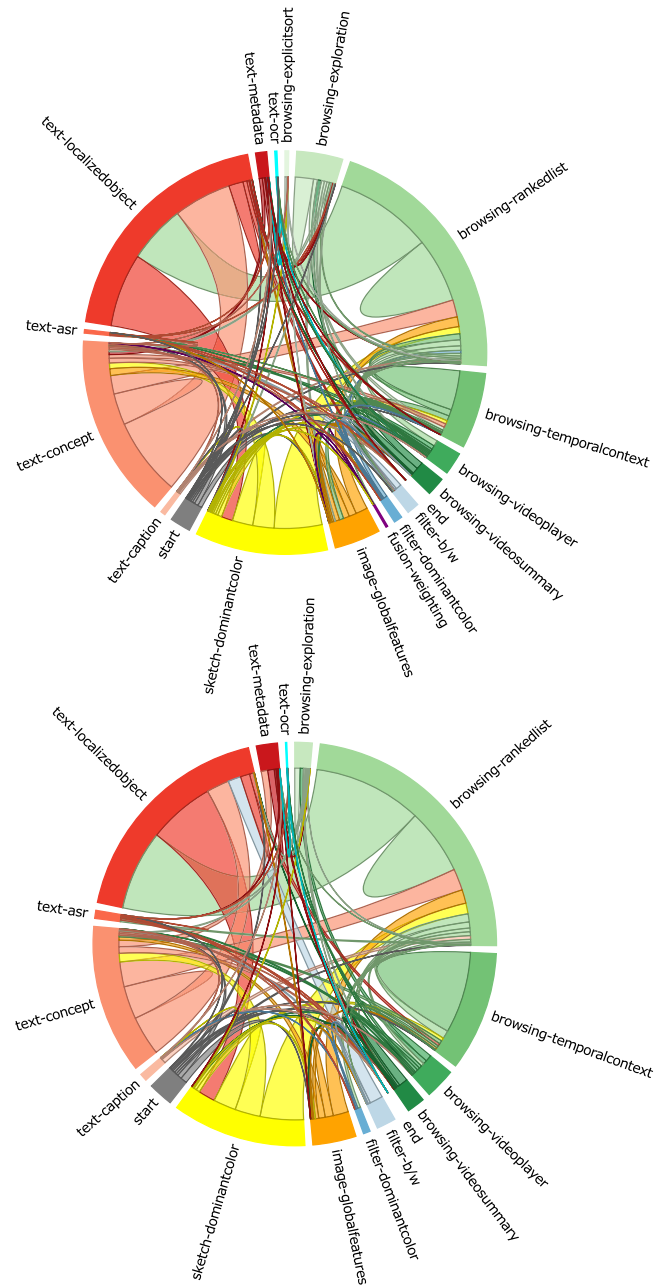 text-metadata
text-ocr
browsing-explicitsort
browsing-exploration
browsing-rankedlist
browsing-temporalcontext
browsing-videoplayer
browsing-videosummary
end
filter-b/w
filter-dominantcolor
fusion-weighting
image-globalfeatures
sketch-dominantcolor
start
text-caption
text-concept
text-asr
text-localizedobject
text-metadata
text-ocr
browsing-exploration
browsing-rankedlist
browsing-temporalcontext
browsing-videoplayer
browsing-videosummary
end
filter-b/w
filter-dominantcolor
image-globalfeatures
sketch-dominantcolor
start
text-caption
text-concept
text-asr
text-localizedobject